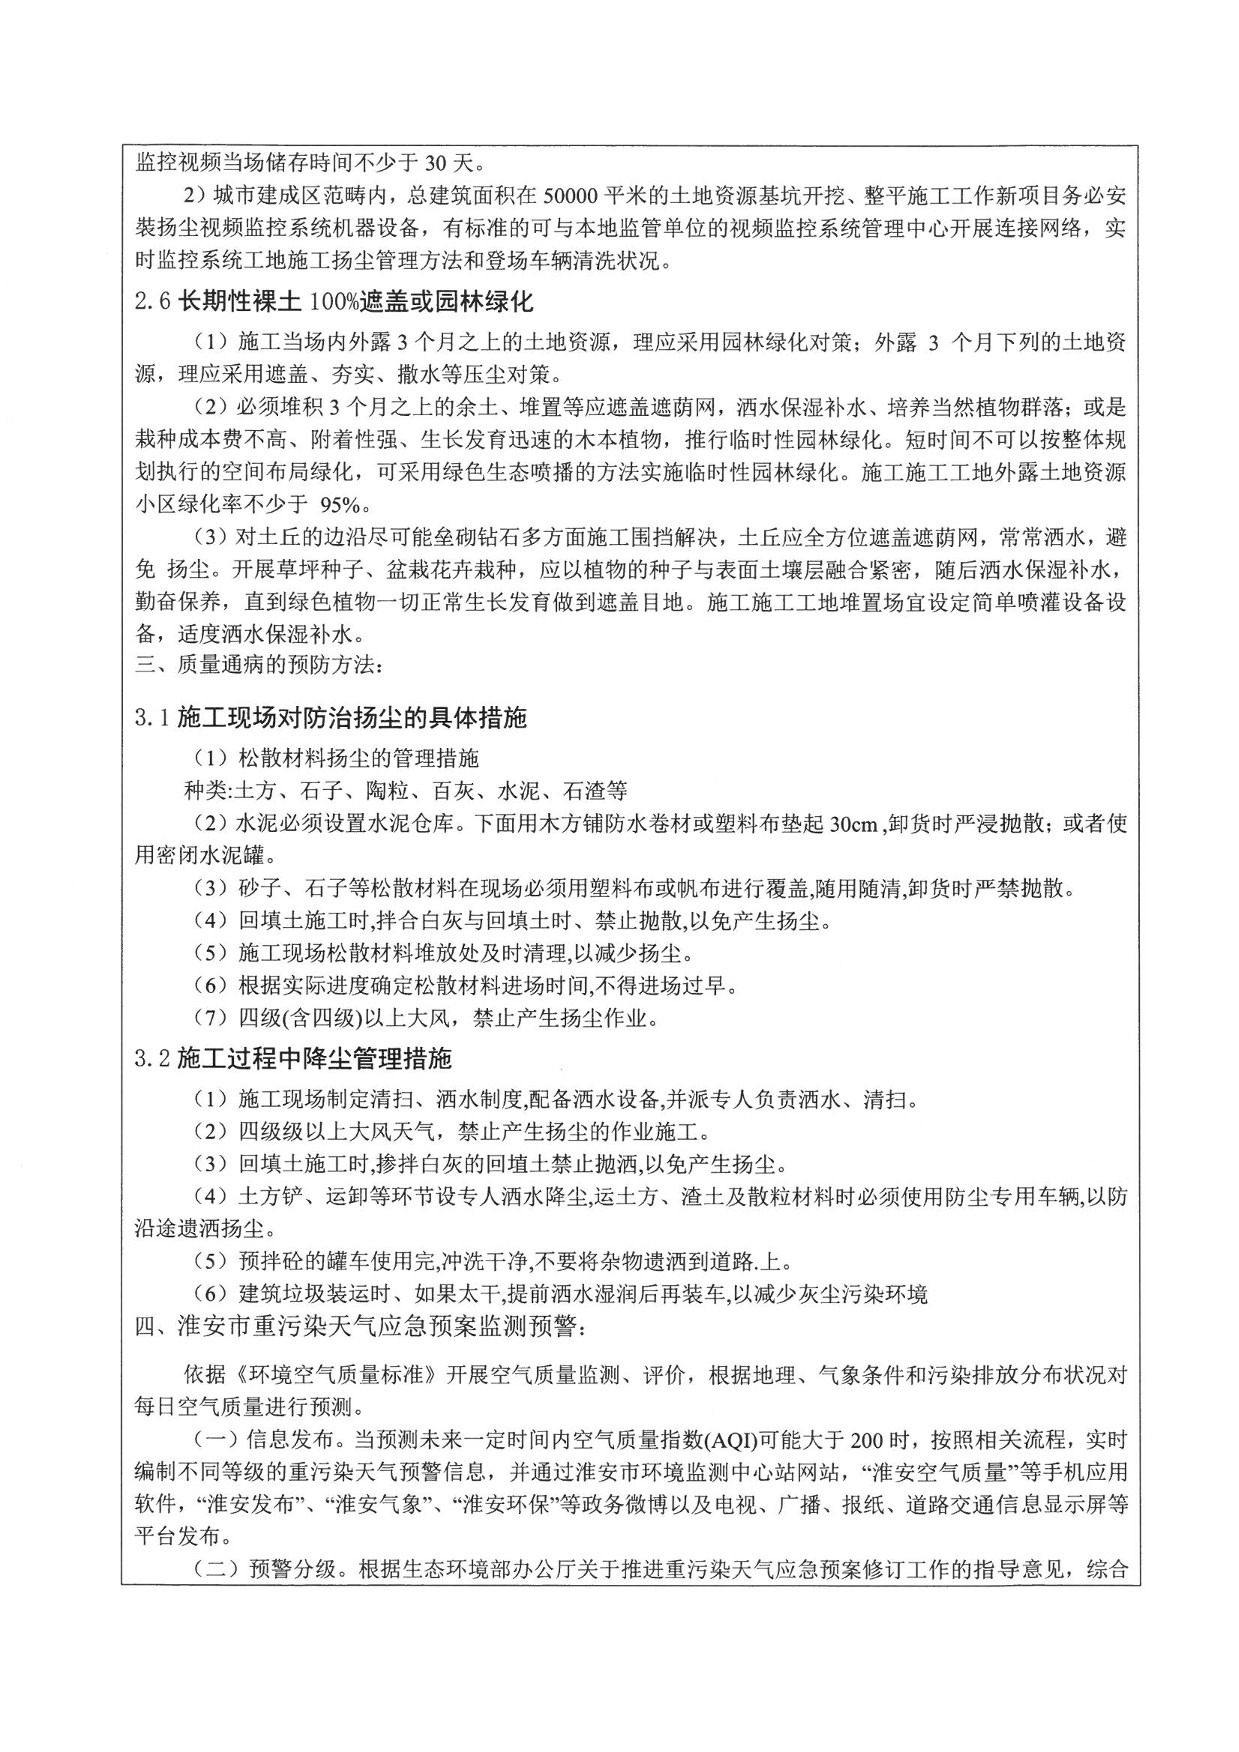 监控视频当场储存時间不少于 30 天。
2）城市建成区范畴内，总建筑面积在 50000 平米的土地资源基坑开挖、整平施工工作新项目务必安
装扬尘视频监控系统机器设备，有标准的可与本地监管单位的视频监控系统管理中心开展连接网络，实
时监控系统工地施工扬尘管理方法和登场车辆清洗状况。
2.6 长期性裸土 100%遮盖或园林绿化
（1）施工当场内外露 3 个月之上的土地资源，理应采用园林绿化对策；外露 3 个月下列的土地资
源，理应采用遮盖、夯实、撒水等压尘对策。
（2）必须堆积 3 个月之上的余土、堆置等应遮盖遮荫网，洒水保湿补水、培养当然植物群落；或是
栽种成本费不高、附着性强、生长发育迅速的木本植物，推行临时性园林绿化。短时间不可以按整体规
划执行的空间布局绿化，可采用绿色生态喷播的方法实施临时性园林绿化。施工施工工地外露土地资源
小区绿化率不少于 95%。
（3）对土丘的边沿尽可能垒砌钻石多方面施工围挡解决，土丘应全方位遮盖遮荫网，常常洒水，避
免 扬尘。开展草坪种子、盆栽花卉栽种，应以植物的种子与表面土壤层融合紧密，随后洒水保湿补水，
勤奋保养，直到绿色植物一切正常生长发育做到遮盖目地。施工施工工地堆置场宜设定简单喷灌设备设
备，适度洒水保湿补水。
三、质量通病的预防方法：
3.1 施工现场对防治扬尘的具体措施
（1）松散材料扬尘的管理措施
种类:土方、石子、陶粒、百灰、水泥、石渣等
（2）水泥必须设置水泥仓库。下面用木方铺防水卷材或塑料布垫起 30cm ,卸货时严浸抛散；或者使
用密闭水泥罐。
（3）砂子、石子等松散材料在现场必须用塑料布或帆布进行覆盖,随用随清,卸货时严禁抛散。
（4）回填土施工时,拌合白灰与回填土时、禁止抛散,以免产生扬尘。
（5）施工现场松散材料堆放处及时清理,以减少扬尘。
（6）根据实际进度确定松散材料进场时间,不得进场过早。
（7）四级(含四级)以上大风，禁止产生扬尘作业。
3.2 施工过程中降尘管理措施
（1）施工现场制定清扫、洒水制度,配备洒水设备,并派专人负责洒水、清扫。
（2）四级级以上大风天气，禁止产生扬尘的作业施工。
（3）回填土施工时,掺拌白灰的回埴土禁止抛洒,以免产生扬尘。
（4）土方铲、运卸等环节设专人洒水降尘,运土方、渣土及散粒材料时必须使用防尘专用车辆,以防
沿途遗洒扬尘。
（5）预拌砼的罐车使用完,冲洗干净,不要将杂物遗洒到道路.上。
（6）建筑垃圾装运时、如果太干,提前洒水湿润后再装车,以减少灰尘污染环境
四、淮安市重污染天气应急预案监测预警：
依据《环境空气质量标准》开展空气质量监测、评价，根据地理、气象条件和污染排放分布状况对
每日空气质量进行预测。
（一）信息发布。当预测未来一定时间内空气质量指数(AQI)可能大于 200 时，按照相关流程，实时
编制不同等级的重污染天气预警信息，并通过淮安市环境监测中心站网站，“淮安空气质量”等手机应用
软件，“淮安发布”、“淮安气象”、“淮安环保”等政务微博以及电视、广播、报纸、道路交通信息显示屏等
平台发布。
（二）预警分级。根据生态环境部办公厅关于推进重污染天气应急预案修订工作的指导意见，综合